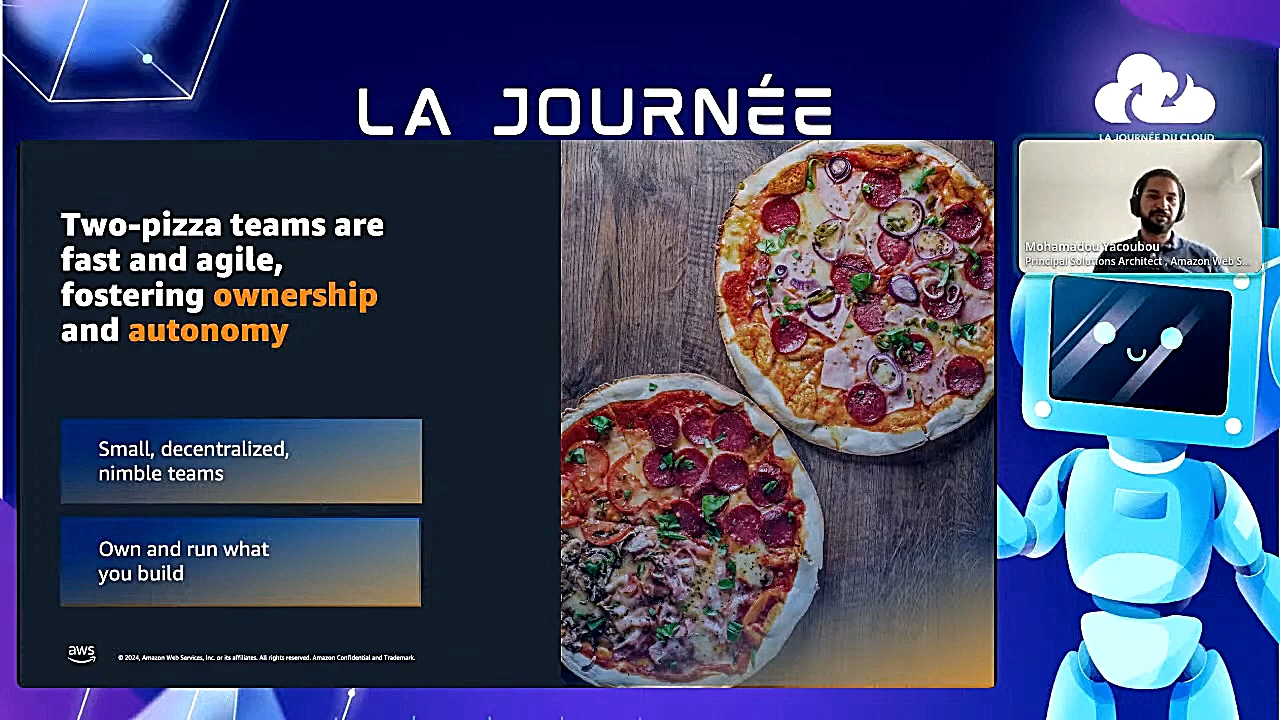 LA JOURNÉE
LA JOURNÉE DU CLOUD
Two-pizza teams are
fast and agile,
fostering ownership
and autonomy
Small, decentralized,
nimble teams
Own and run what
you build
aws
© 2024, Amazon Web Services, Inc. or its affiliates. All rights reserved. Amazon Confidential and Trademark.
Mohamadou Yacoubou
Principal Solutions Architect , Amazon Web S...